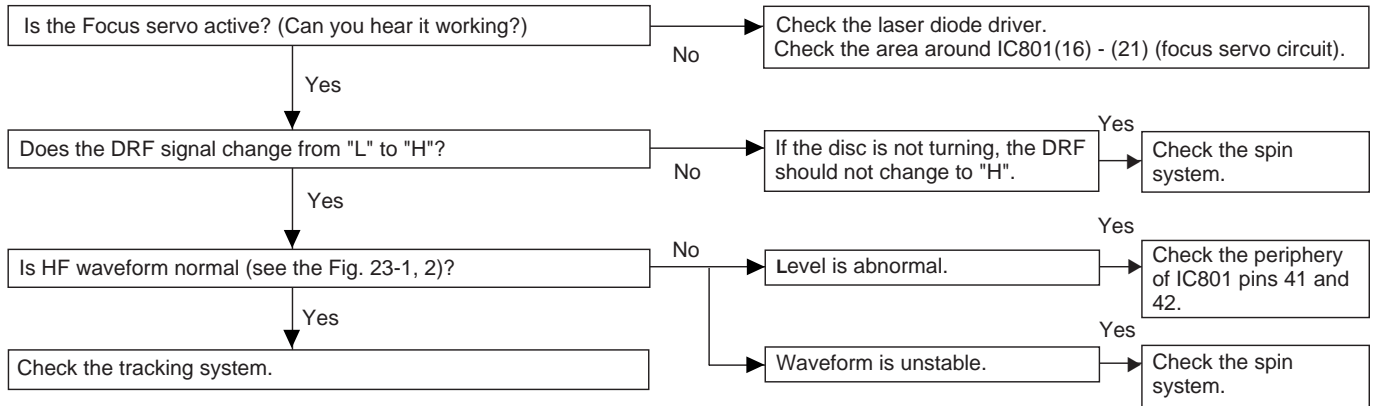 Is the Focus servo active? (Can you hear it working?)
No
Check the laser diode driver.
Check the area around IC801(16) - (21) (focus servo circuit).
Yes
Does the DRF signal change from "L" to "H"?
No
If the disc is not turning, the DRF
should not change to "H".
Yes
Check the spin
system.
Yes
Is HF waveform normal (see the Fig. 23-1, 2)?
No
Level is abnormal.
Yes
Check the periphery
of IC801 pins 41 and
42.
Yes
Check the tracking system.
Waveform is unstable.
Yes
Check the spin
system.